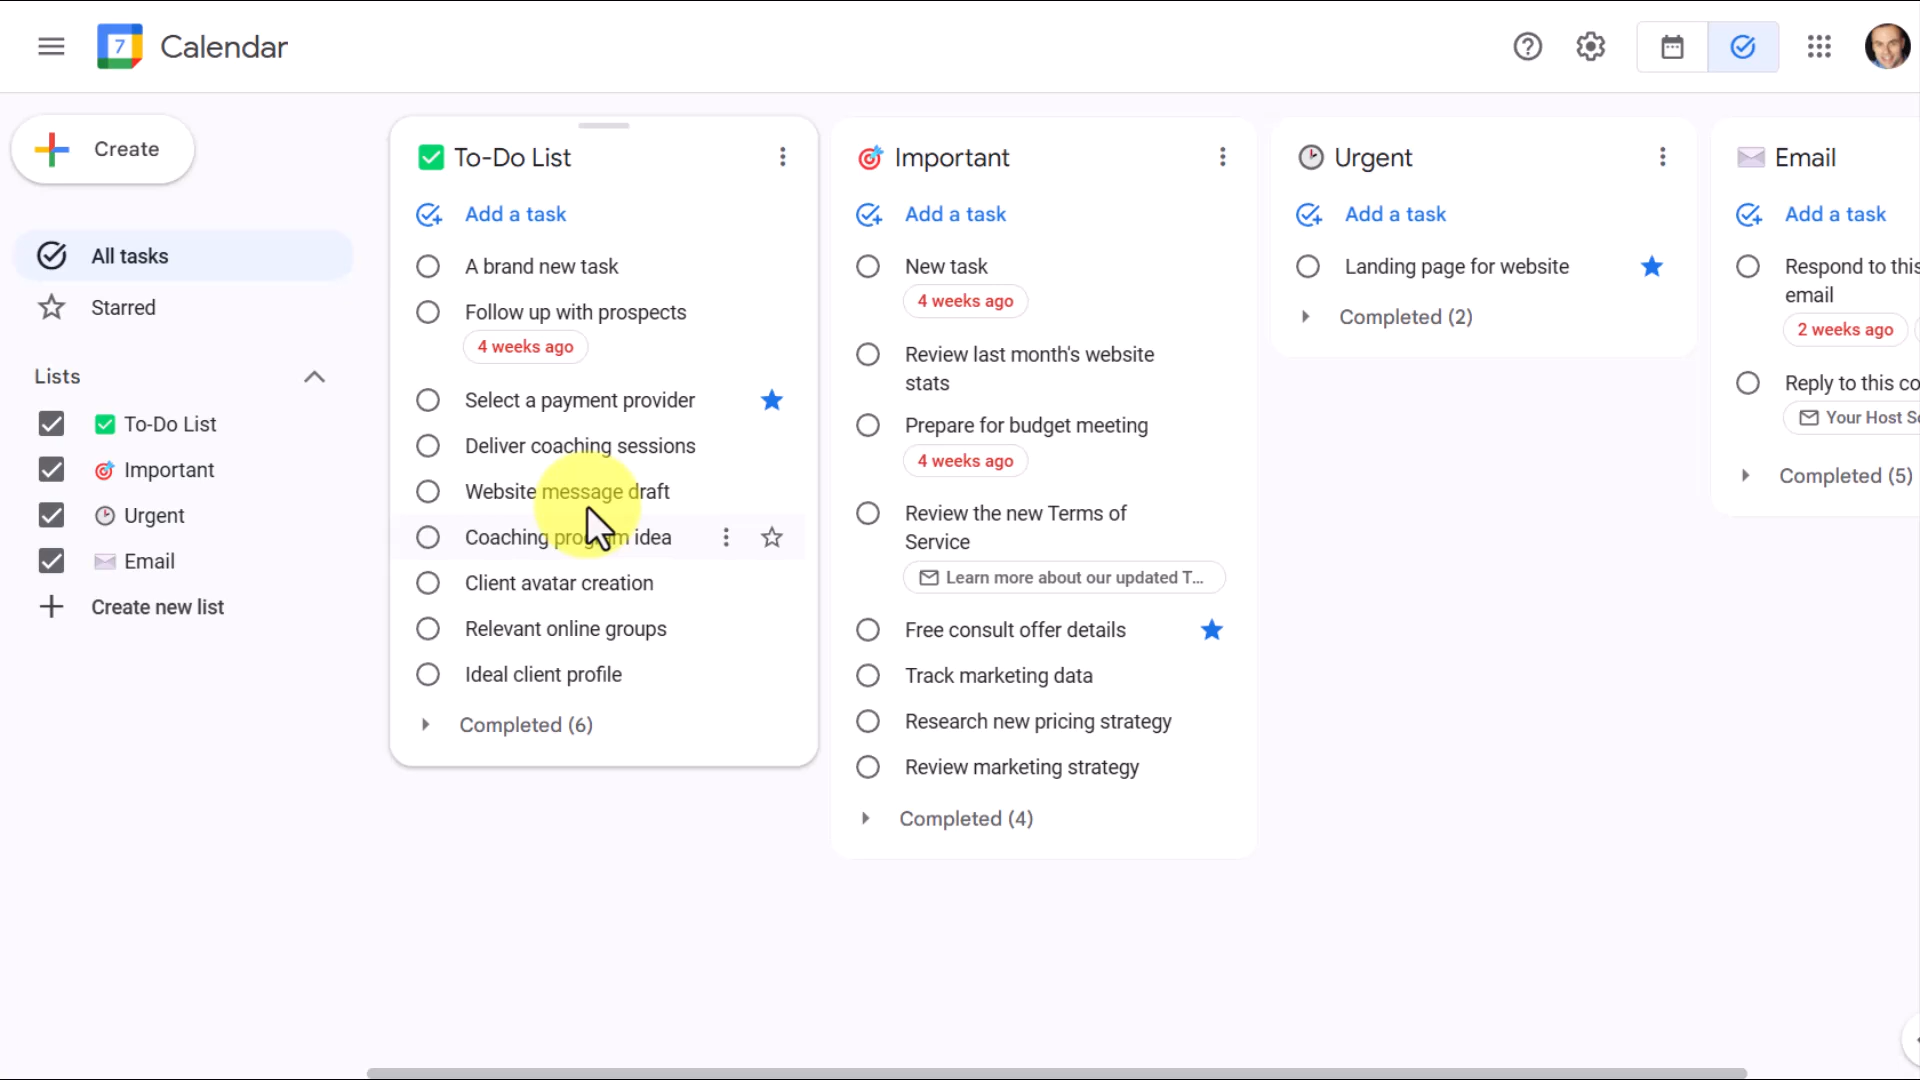 7
Calendar
Create
All tasks
Starred
Lists
To-Do List
Important
Urgent
Email
Create new list
To-Do List
Add a task
A brand new task
Follow up with prospects
4 weeks ago
Select a payment provider
Deliver coaching sessions
Website message draft
Coaching program idea
Client avatar creation
Relevant online groups
Ideal client profile
Completed (6)
Important
Add a task
New task
4 weeks ago
Review last month's website
stats
Prepare for budget meeting
4 weeks ago
Review the new Terms of
Service
Learn more about our updated T...
Free consult offer details
Track marketing data
Research new pricing strategy
Review marketing strategy
Completed (4)
Urgent
Add a task
Landing page for website
Completed (2)
Email
Add a task
Respond to this
email
2 weeks ago
Reply to this co
Your Host
Completed (5)